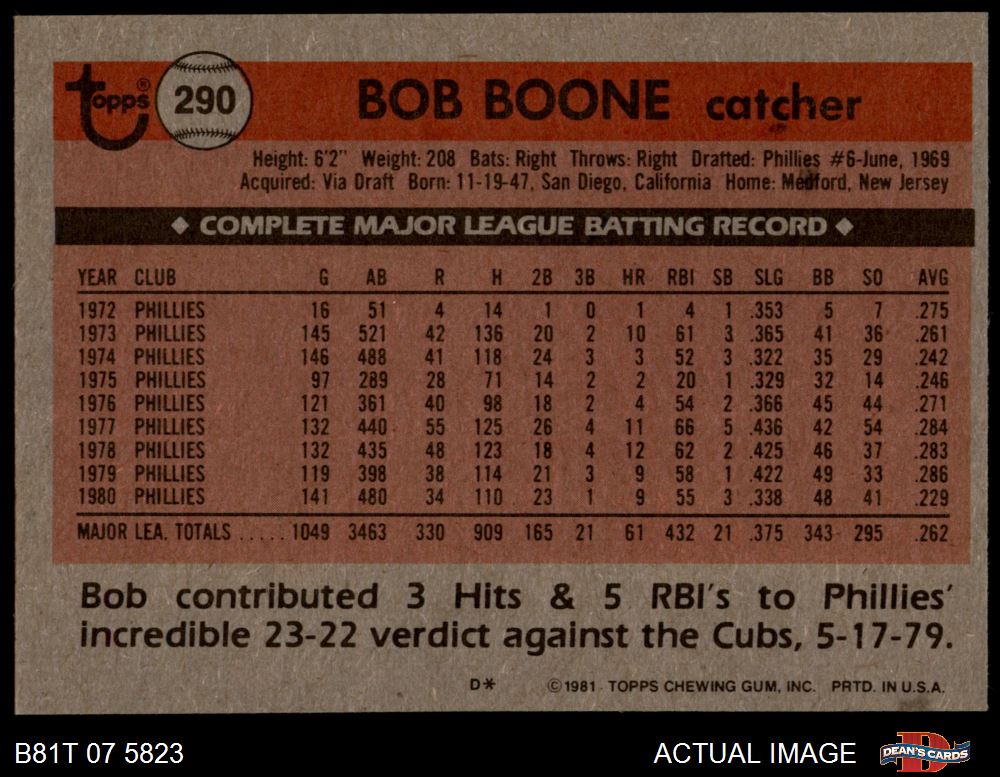 Topps® 290 BOB BOONE catcher
Height: 6'2" Weight: 208 Bats: Right Throws: Right Drafted: Phillies #6-June, 1969
Acquired: Via Draft Born: 11-19-47, San Diego, California Home: Medford, New Jersey
◆ COMPLETE MAJOR LEAGUE BATTING RECORD ◆
YEAR CLUB G AB R H 2B 3B HR RBI SB SLG BB SO AVG
1972 PHILLIES 16 51 4 14 1 0 1 4 1 .353 5 7 .275
1973 PHILLIES 145 521 42 136 20 2 10 61 3 .365 41 36 .261
1974 PHILLIES 146 488 41 118 24 3 3 52 3 .322 35 29 .242
1975 PHILLIES 97 289 28 71 14 2 2 20 1 .329 32 14 .246
1976 PHILLIES 121 361 40 98 18 2 4 54 2 .366 45 44 .271
1977 PHILLIES 132 440 55 125 26 4 11 66 5 .436 42 54 .284
1978 PHILLIES 132 435 48 123 18 4 12 62 2 .425 46 37 .283
1979 PHILLIES 119 398 38 114 21 3 9 58 1 .422 49 33 .286
1980 PHILLIES 141 480 34 110 23 1 9 55 3 .338 48 41 .229
MAJOR LEA. TOTALS ..... 1049 3463 330 909 165 21 61 432 21 .375 343 295 .262
Bob contributed 3 Hits & 5 RBI's to Phillies'
incredible 23-22 verdict against the Cubs, 5-17-79.
D* ©1981 TOPPS CHEWING GUM, INC. PRTD. IN U.S.A.
B81T 07 5823 ACTUAL IMAGE DEAN'S CARDS